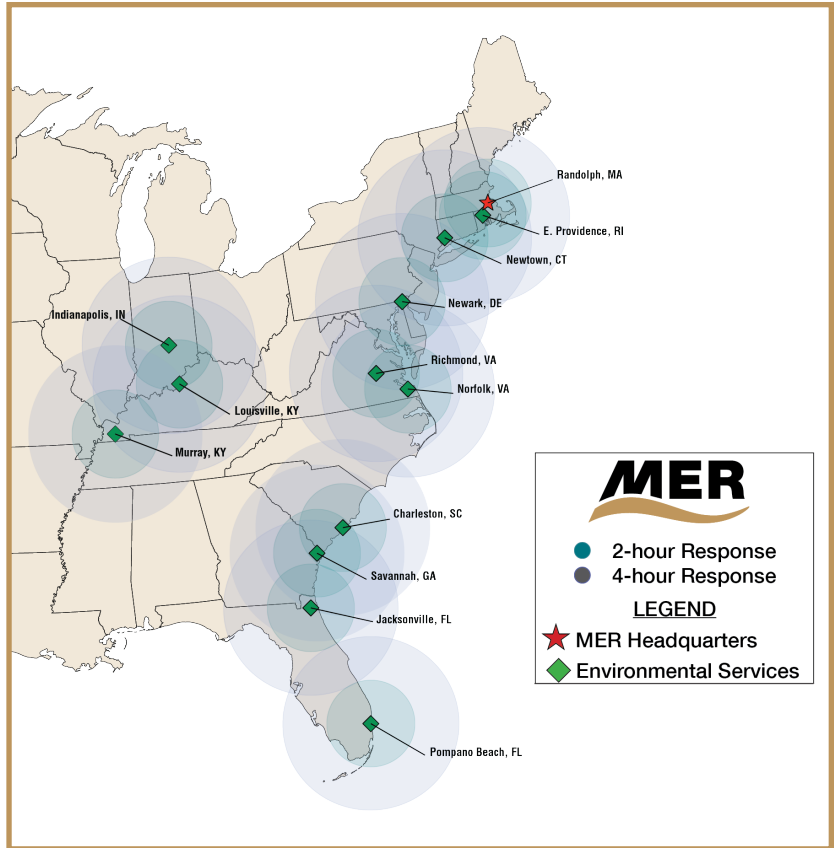 Randolph, MA
E. Providence, RI
Newtown, CT
Newark, DE
Indianapolis, IN
Richmond, VA
Norfolk, VA
Louisville, KY
Murray, KY
Charleston, SC
Savannah, GA
Jacksonville, FL
Pompano Beach, FL
MER
2-hour Response
4-hour Response
LEGEND
MER Headquarters
Environmental Services